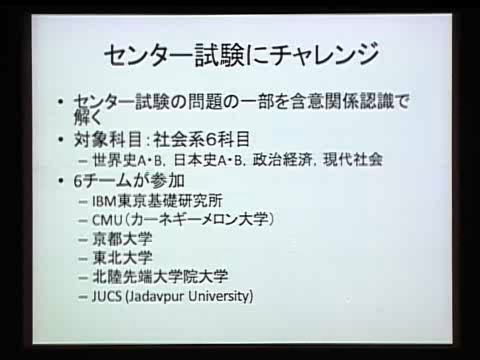 センター試験にチャレンジ
• センター試験の問題の一部を含意関係認識で
解く
• 対象科目:社会系6科目
– 世界史A・B, 日本史A・B, 政治経済, 現代社会
• 6チームが参加
– IBM東京基礎研究所
– CMU(カーネギーメロン大学)
– 京都大学
– 東北大学
– 北陸先端大学院大学
– JUCS (Jadavpur University)